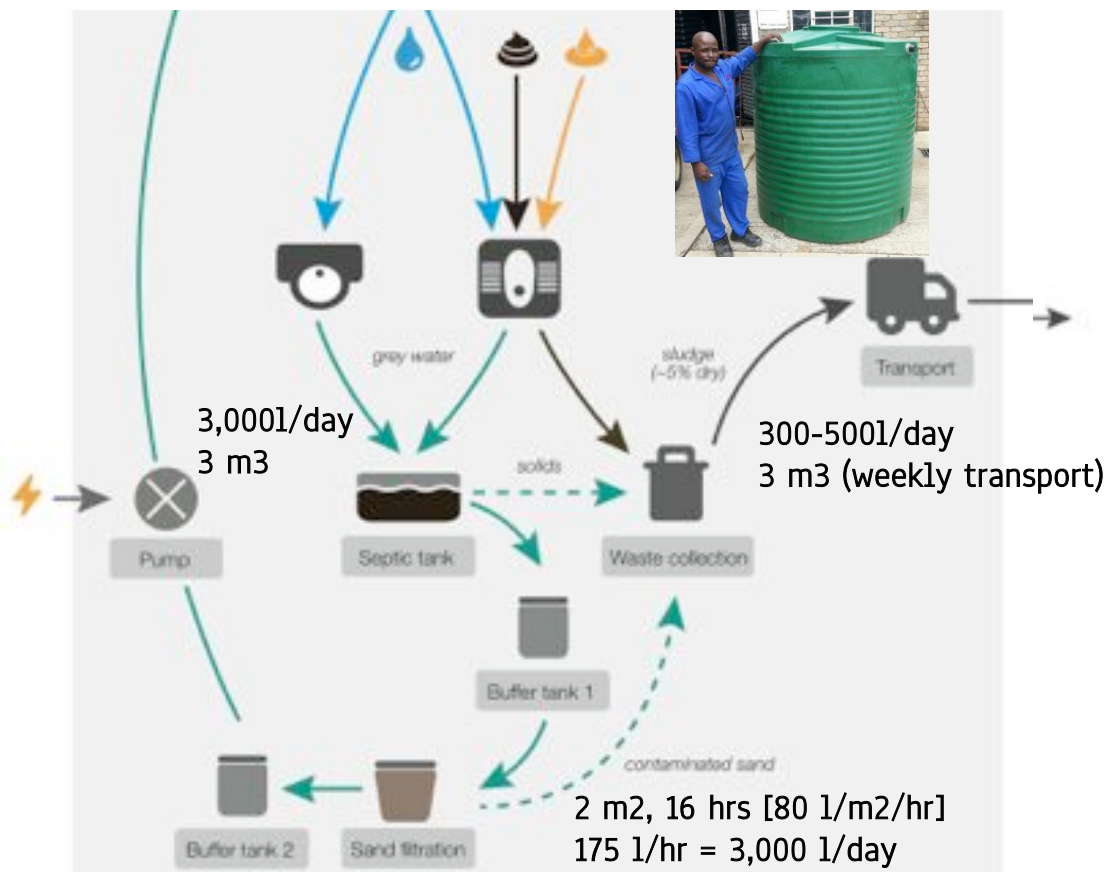 grey water
sludge
(~5% dry)
Transport
3,000l/day
3 m3
300-500l/day
3 m3 (weekly transport)
solids
Pump
Septic tank
Waste collection
Buffer tank 1
contaminated sand
2 m2, 16 hrs [80 l/m2/hr]
175 l/hr = 3,000 l/day
Buffer tank 2
Sand filtration